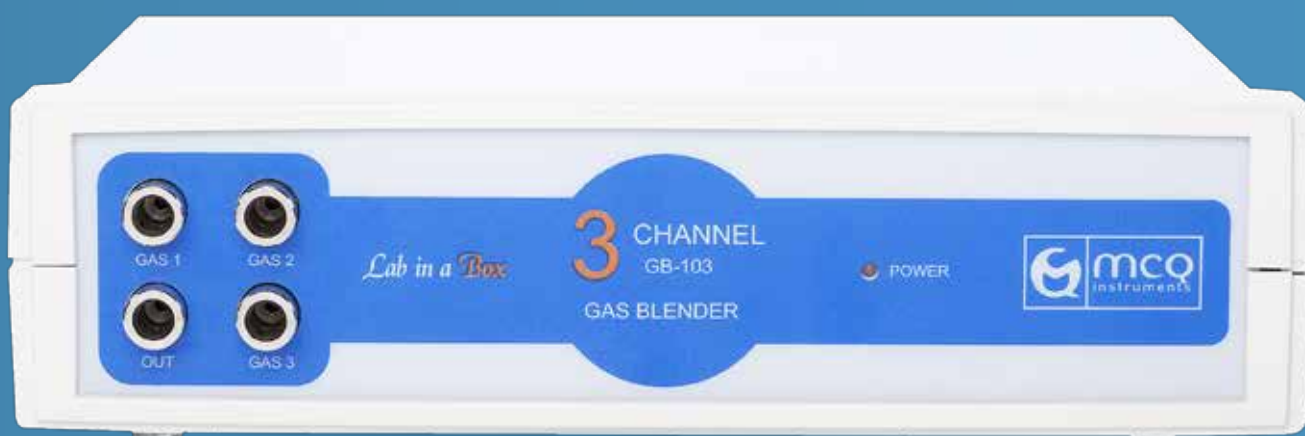 GAS 1
GAS 2
OUT
GAS 3
Lab in a Box
3 CHANNEL
GB-103
GAS BLENDER
POWER
mcq
instruments